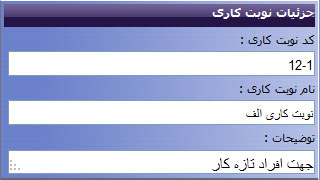 جزئیات نوبت کاری
کد نوبت کاری :
12-1
نام نوبت کاری :
نوبت کاری الف
توضیحات :
جهت افراد تازه کار